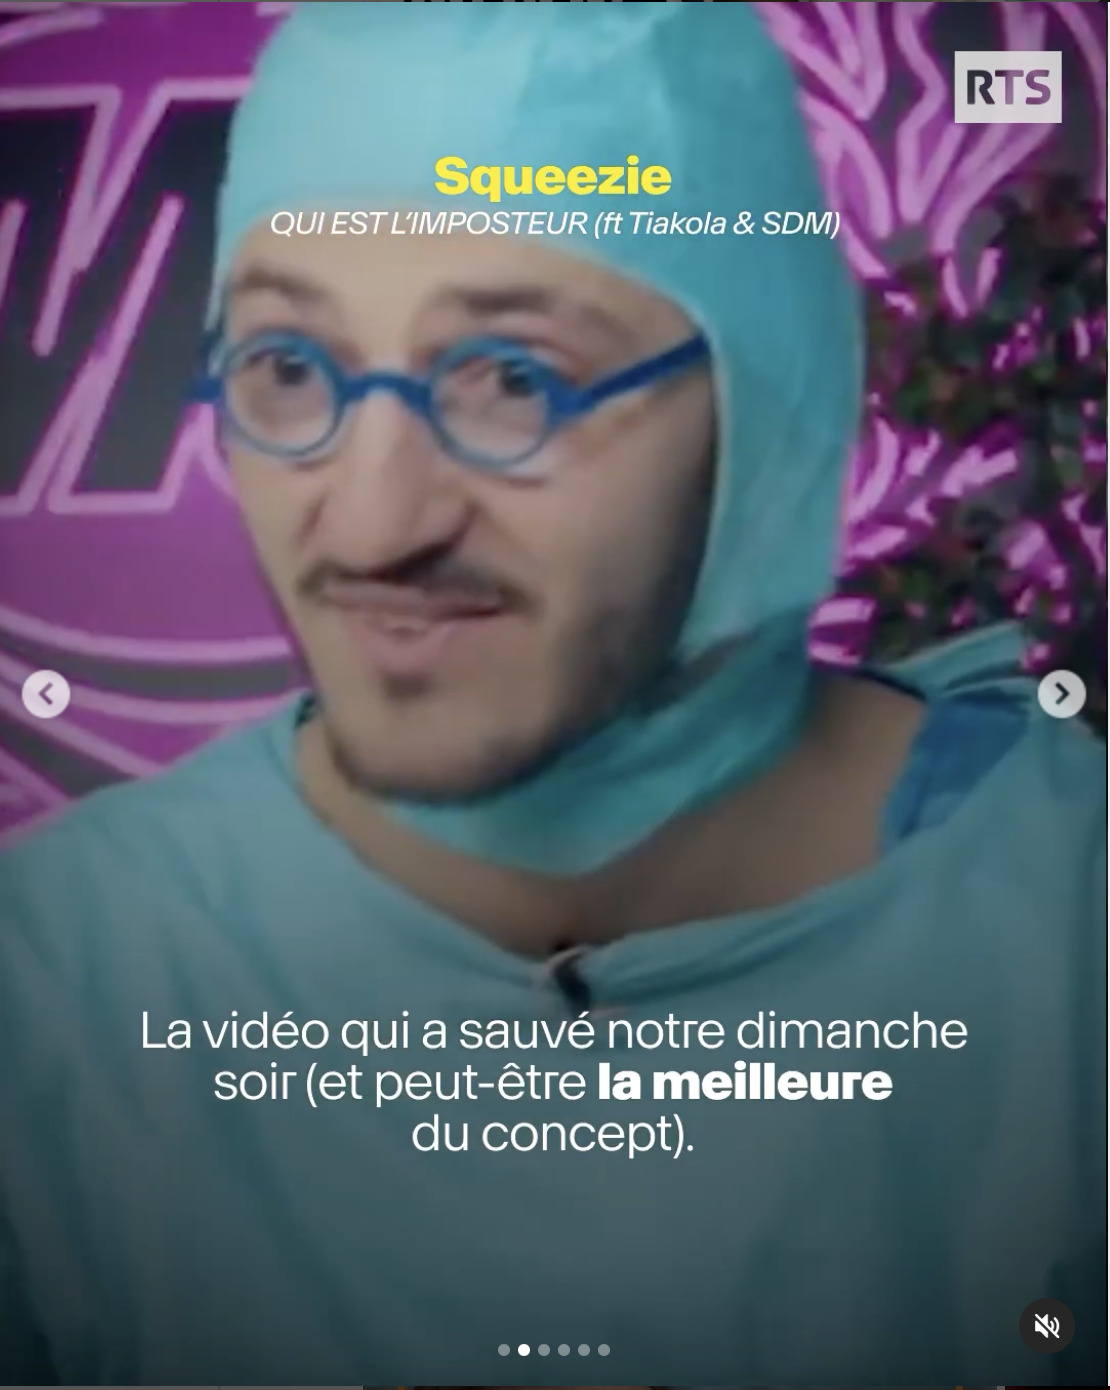 RTS
Squeezie
QUI EST L'IMPOSTEUR (ft Tiakola & SDM)
La vidéo qui a sauvé notre dimanche
soir (et peut-être la meilleure
du concept).